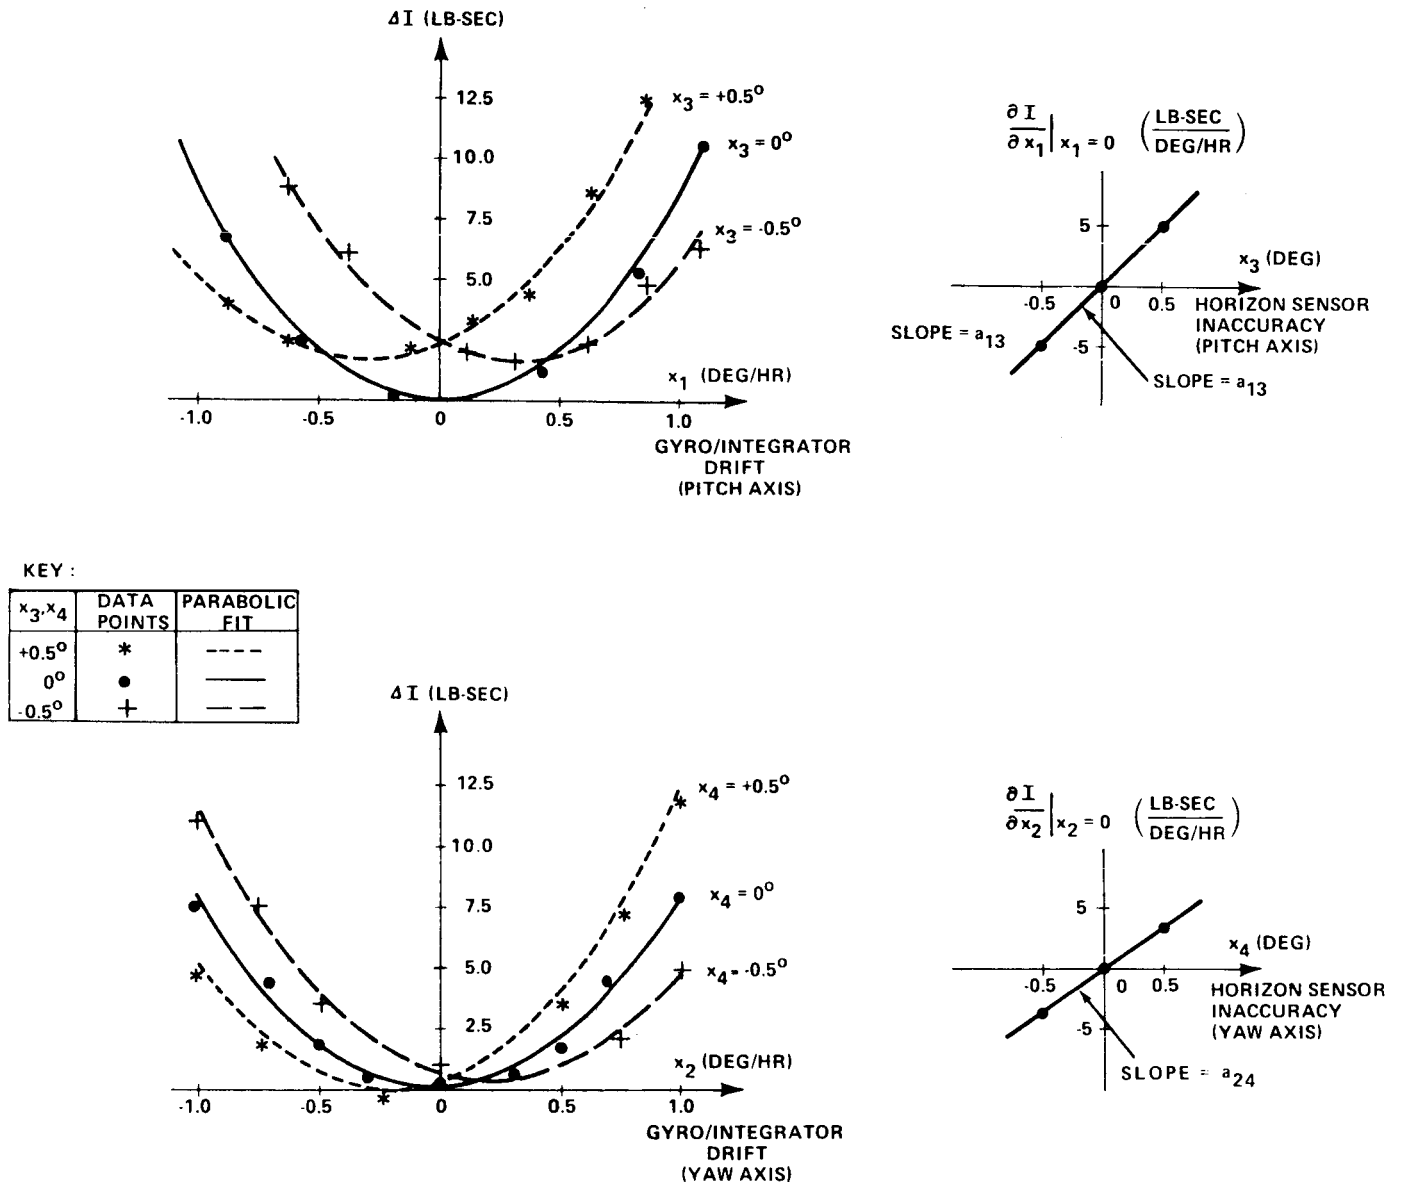 ΔI (LB-SEC)
12.5
10.0
7.5
5.0
2.5
x3 = +0.5°
x3 = 0°
x3 = -0.5°
x1 (DEG/HR)
-1.0 -0.5 0 0.5 1.0
GYRO/INTEGRATOR
DRIFT
(PITCH AXIS)
∂I/∂x1 | x1 = 0 (LB-SEC/DEG/HR)
5
x3 (DEG)
-0.5 0 0.5
HORIZON SENSOR
INACCURACY
(PITCH AXIS)
SLOPE = a13
-5
SLOPE = a13
KEY :
x3,x4 DATA POINTS PARABOLIC FIT
+0.5° *
0° ●
-0.5° +
ΔI (LB-SEC)
12.5
10.0
7.5
5.0
2.5
x4 = +0.5°
x4 = 0°
x4 = -0.5°
x2 (DEG/HR)
-1.0 -0.5 0 0.5 1.0
GYRO/INTEGRATOR
DRIFT
(YAW AXIS)
∂I/∂x2 | x2 = 0 (LB-SEC/DEG/HR)
5
x4 (DEG)
-0.5 0 0.5
HORIZON SENSOR
INACCURACY
(YAW AXIS)
-5
SLOPE = a24